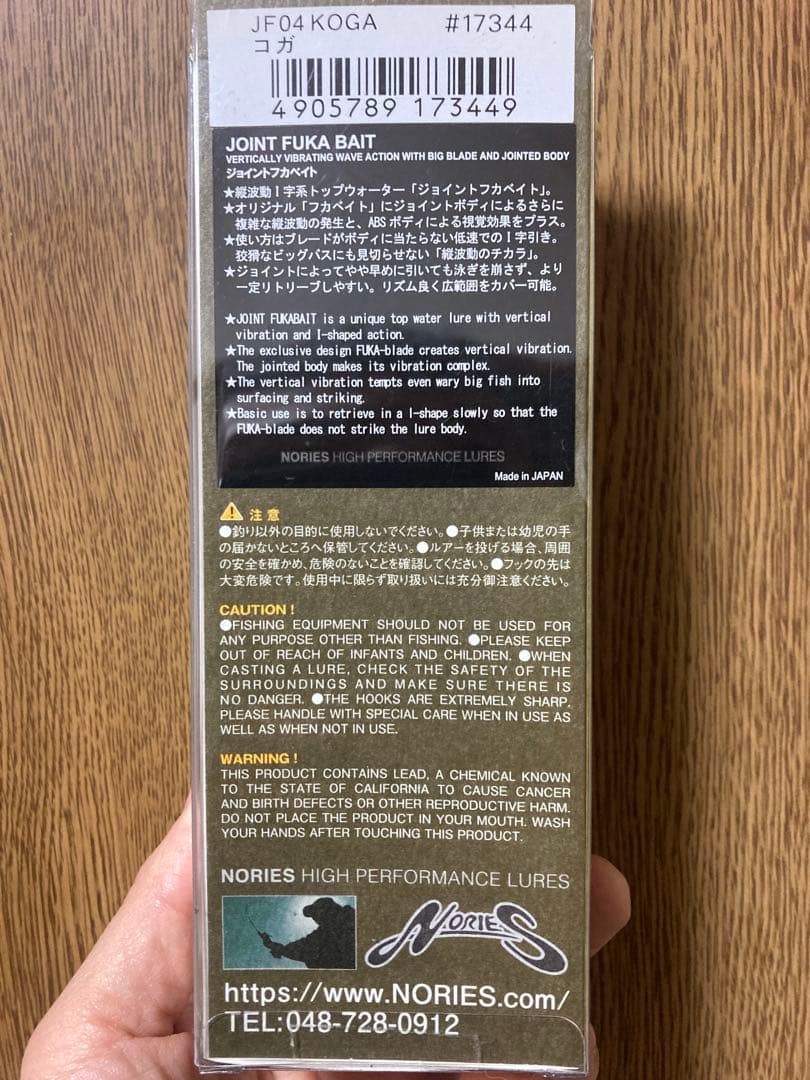 JF04 KOGA #17344
コガ
4905789 173449
JOINT FUKA BAIT
VERTICALLY VIBRATING WAVE ACTION WITH BIG BLADE AND JOINTED BODY
ジョイントフカベイト
★縦波動I字系トップウォーター「ジョイントフカベイト」。
★オリジナル「フカベイト」にジョイントボディによるさらに
複雑な縦波動の発生と、ABSボディによる視覚効果をプラス。
★使い方はブレードがボディに当たらない低速でのI字引き。
狡猾なビッグバスにも見切らせない「縦波動のチカラ」。
★ジョイントによってやや早めに引いても泳ぎを崩さず、より
一定リトリーブしやすい。リズム良く広範囲をカバー可能。
★JOINT FUKABAIT is a unique top water lure with vertical
vibration and I-shaped action.
★The exclusive design FUKA-blade creates vertical vibration.
The jointed body makes its vibration complex.
★The vertical vibration tempts even wary big fish into
surfacing and striking.
★Basic use is to retrieve in a I-shape slowly so that the
FUKA-blade does not strike the lure body.
NORIES HIGH PERFORMANCE LURES
Made in JAPAN
注意
●釣り以外の目的に使用しないでください。●子供または幼児の手
の届かないところへ保管してください。●ルアーを投げる場合、周囲
の安全を確かめ、危険のないことを確認してください。●フックの先は
大変危険です。使用中に限らず取り扱いには充分御注意ください。
CAUTION!
●FISHING EQUIPMENT SHOULD NOT BE USED FOR
ANY PURPOSE OTHER THAN FISHING. ●PLEASE KEEP
OUT OF REACH OF INFANTS AND CHILDREN. ●WHEN
CASTING A LURE, CHECK THE SAFETY OF THE
SURROUNDINGS AND MAKE SURE THERE IS
NO DANGER. ●THE HOOKS ARE EXTREMELY SHARP.
PLEASE HANDLE WITH SPECIAL CARE WHEN IN USE AS
WELL AS WHEN NOT IN USE.
WARNING!
THIS PRODUCT CONTAINS LEAD, A CHEMICAL KNOWN
TO THE STATE OF CALIFORNIA TO CAUSE CANCER
AND BIRTH DEFECTS OR OTHER REPRODUCTIVE HARM.
DO NOT PLACE THE PRODUCT IN YOUR MOUTH. WASH
YOUR HANDS AFTER TOUCHING THIS PRODUCT.
NORIES HIGH PERFORMANCE LURES
NORIES
https://www.NORIES.com/
TEL:048-728-0912